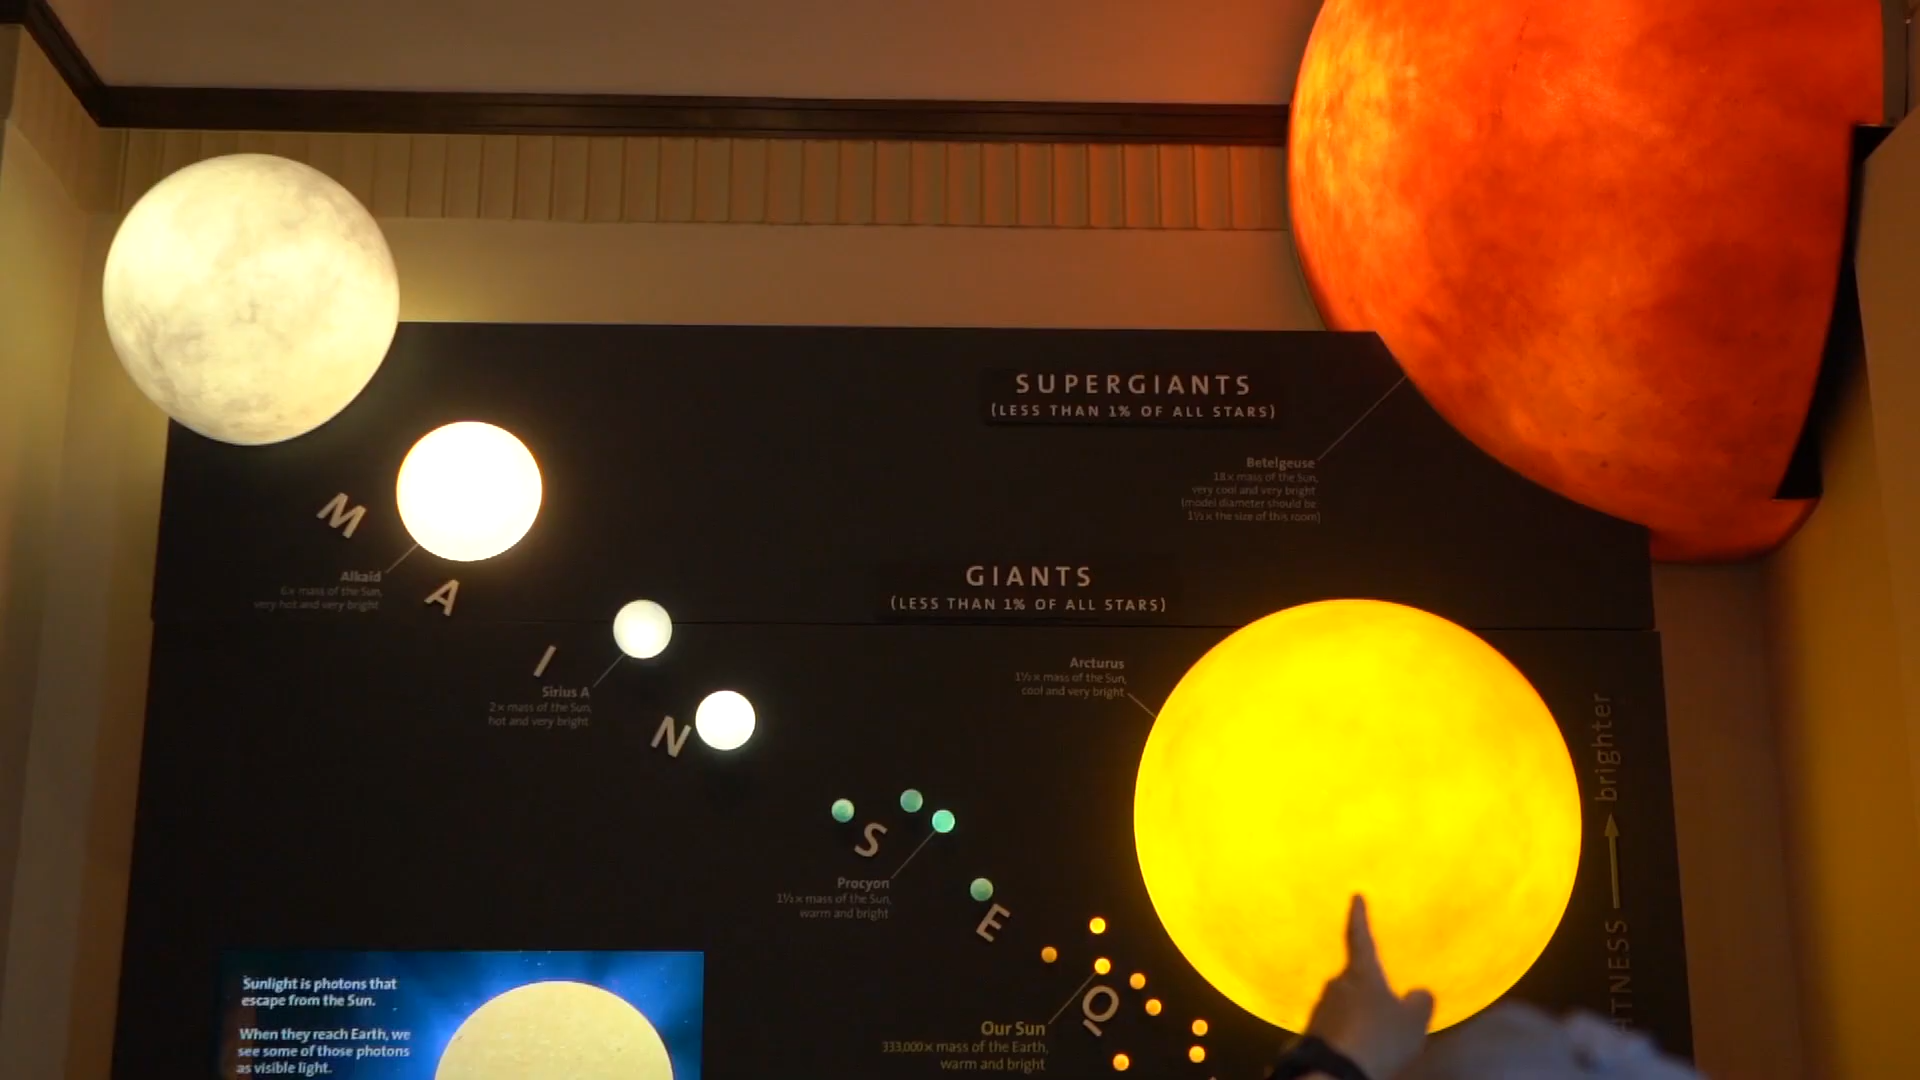 SUPERGIANTS
(LESS THAN 1% OF ALL STARS)
Betelgeuse
18x mass of the Sun,
very cool and very bright
(model diameter should be
1½ x the size of this room)
M
A
I
N
Alkaid
6x mass of the Sun,
very hot and very bright
GIANTS
(LESS THAN 1% OF ALL STARS)
Arcturus
1½ x mass of the Sun,
cool and very bright
Sirius A
2x mass of the Sun,
hot and very bright
S
E
Q
Procyon
1½ x mass of the Sun,
warm and bright
Our Sun
333,000x mass of the Earth,
warm and bright
brighter
Sunlight is photons that
escape from the Sun.
When they reach Earth, we
see some of those photons
as visible light.